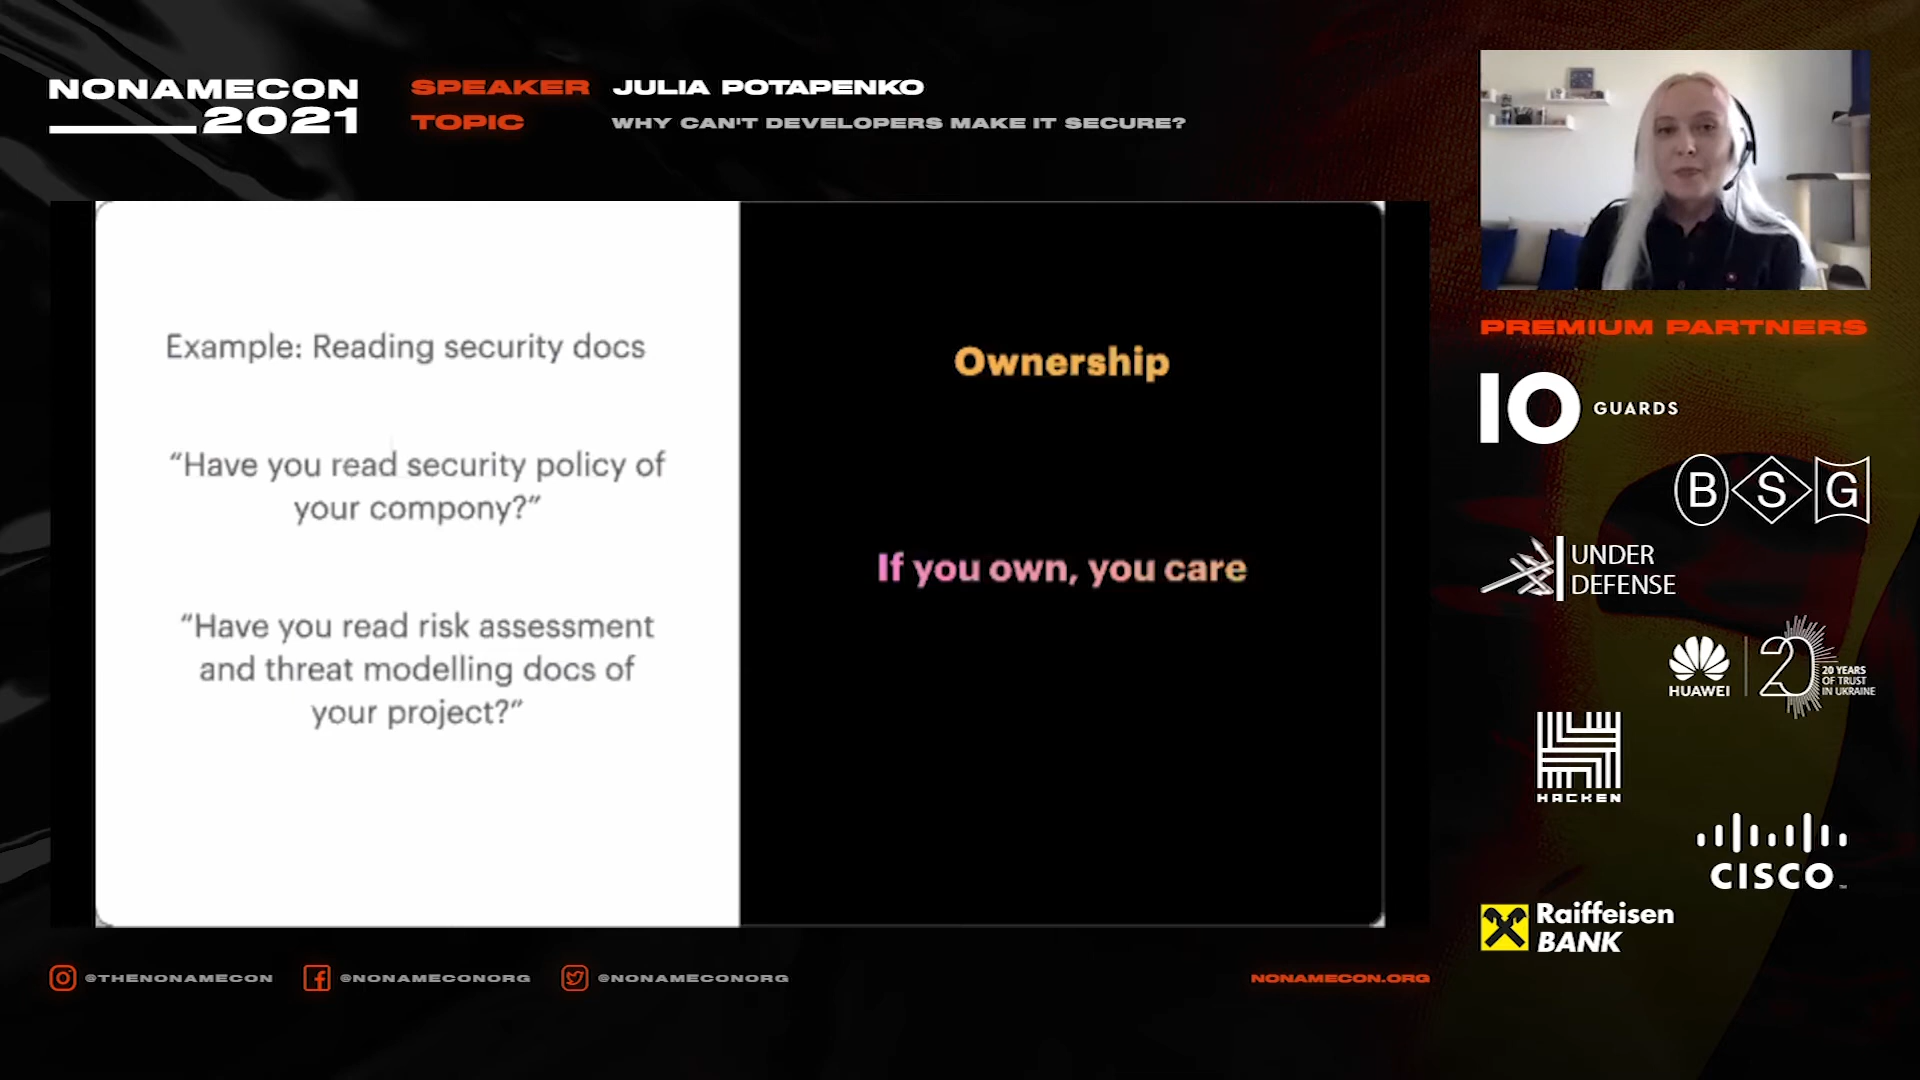 NONAMECON
2021
SPEAKER JULIA POTAPENKO
TOPIC WHY CAN'T DEVELOPERS MAKE IT SECURE?
Example: Reading security docs
“Have you read security policy of
your compony?”
“Have you read risk assessment
and threat modelling docs of
your project?”
Ownership
If you own, you care
PREMIUM PARTNERS
10 GUARDS
B S G
UNDER
DEFENSE
HUAWEI
20
20 YEARS
OF TRUST
IN UKRAINE
HACKEN
CISCO
Raiffeisen
BANK
@THENONAMECON @NONAMECONORG @NONAMECONORG
NONAMECON.ORG